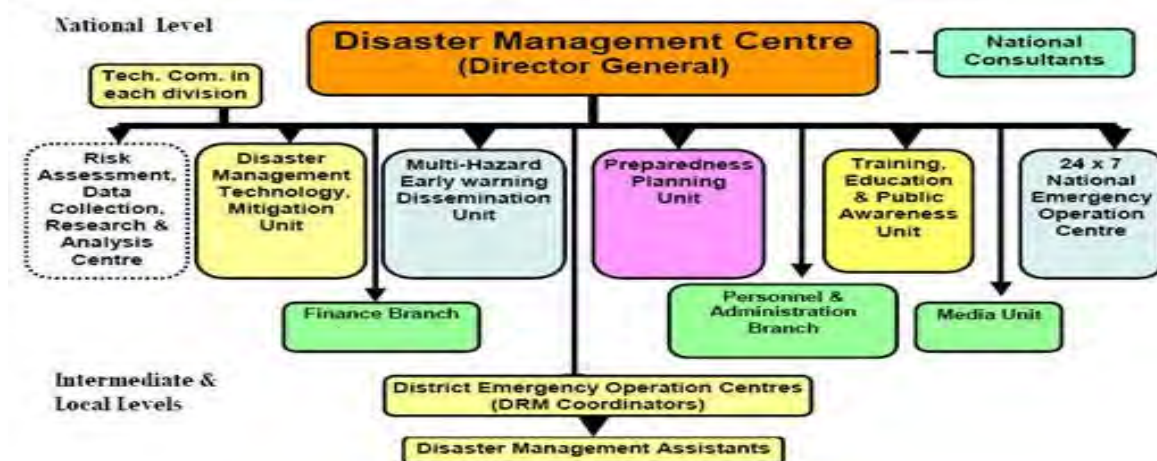 National Level
Disaster Management Centre
(Director General)
National
Consultants
Tech. Com. in
each division
Risk
Assessment,
Data
Collection,
Research &
Analysis
Centre
Disaster
Management
Technology,
Mitigation
Unit
Multi-Hazard
Early warning
Dissemination
Unit
Preparedness
Planning
Unit
Training,
Education
& Public
Awareness
Unit
24 x 7
National
Emergency
Operation
Centre
Finance Branch
Personnel &
Administration
Branch
Media Unit
Intermediate &
Local Levels
District Emergency Operation Centres
(DRM Coordinators)
Disaster Management Assistants